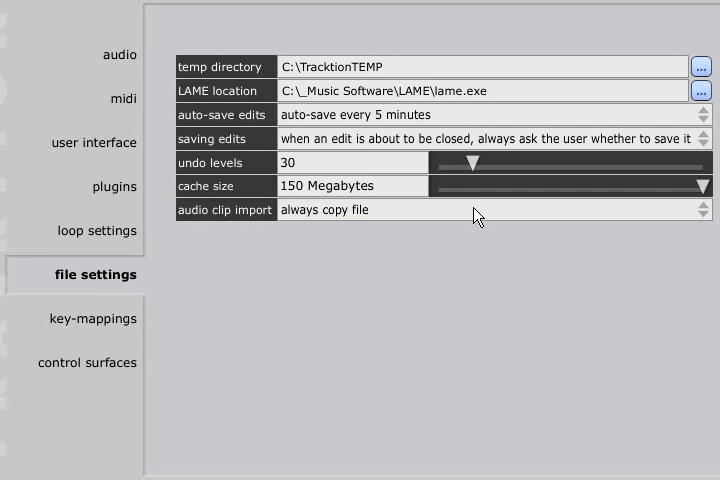 audio
midi
user interface
plugins
loop settings
file settings
key-mappings
control surfaces
temp directory C:\TracktionTEMP ...
LAME location C:\_Music Software\LAME\lame.exe ...
auto-save edits auto-save every 5 minutes
saving edits when an edit is about to be closed, always ask the user whether to save it
undo levels 30
cache size 150 Megabytes
audio clip import always copy file